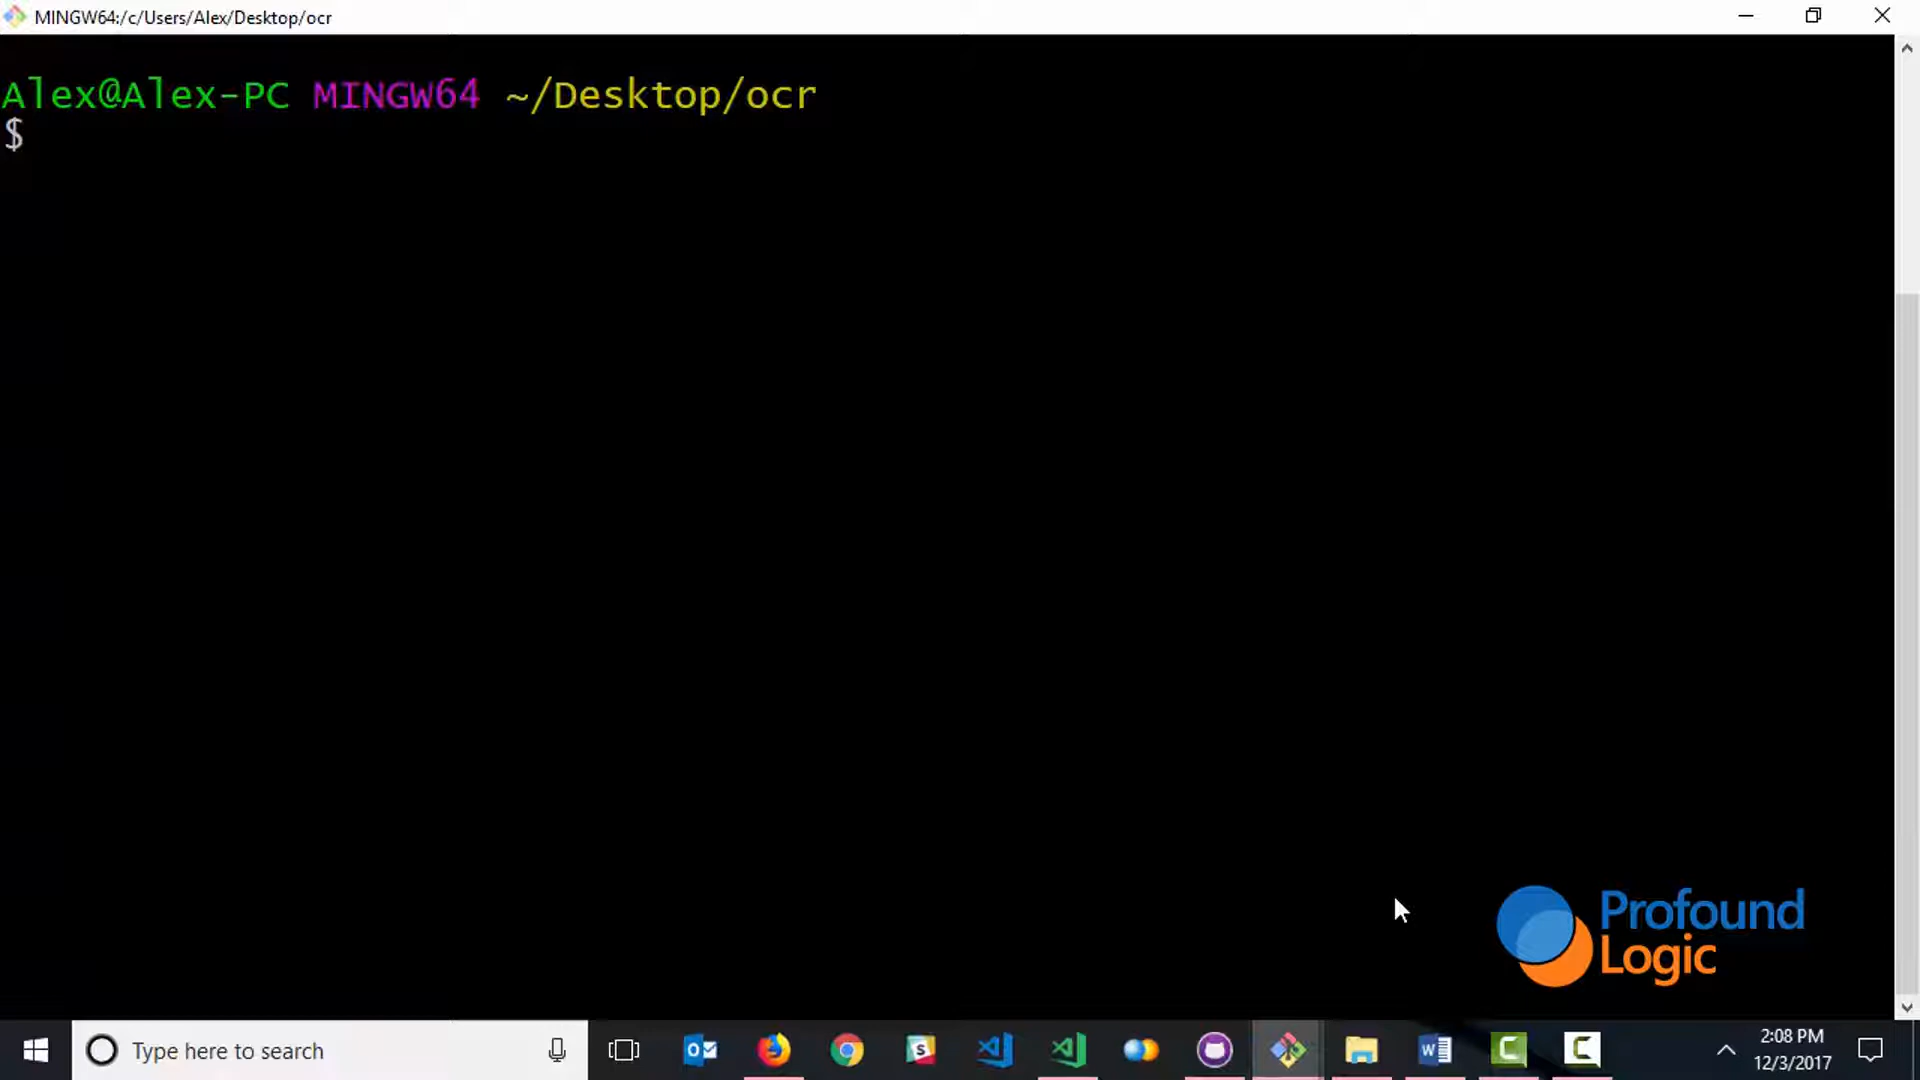 MINGW64:/c/Users/Alex/Desktop/ocr
Alex@Alex-PC MINGW64 ~/Desktop/ocr
$
Profound
Logic
Type here to search
2:08 PM
12/3/2017